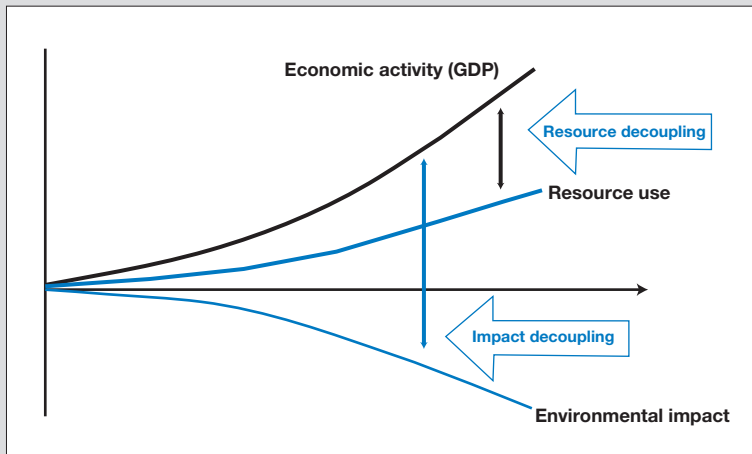 Economic activity (GDP)
Resource decoupling
Resource use
Impact decoupling
Environmental impact